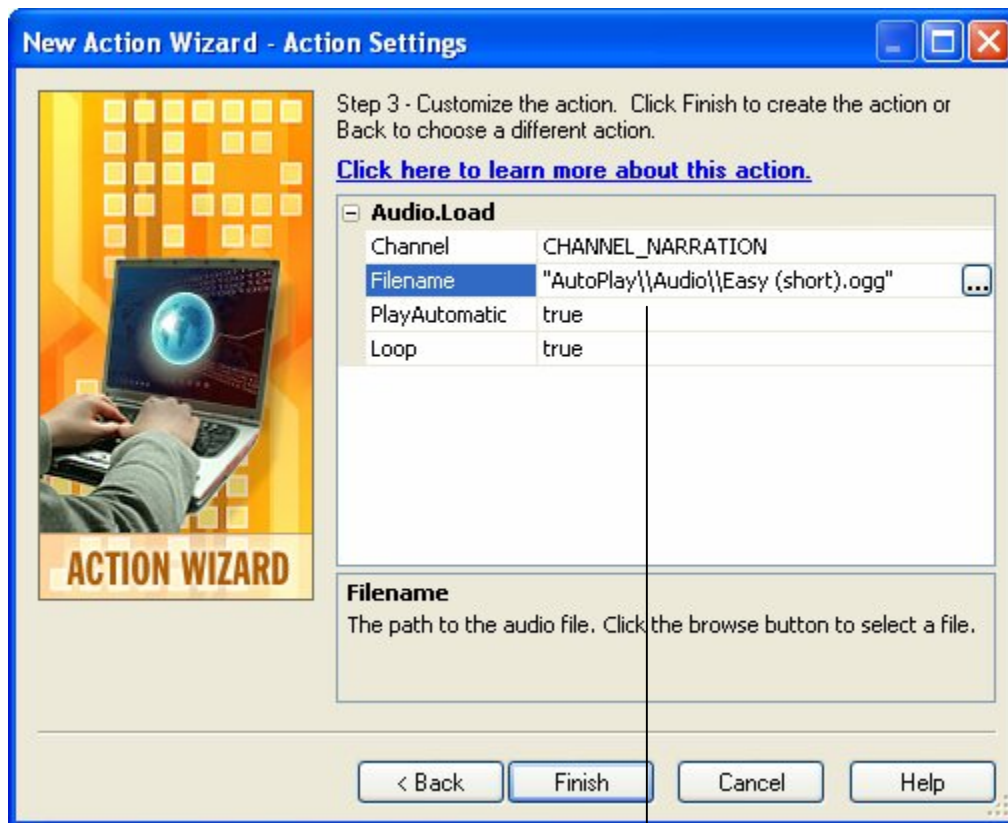 New Action Wizard - Action Settings
Step 3 - Customize the action.  Click Finish to create the action or
Back to choose a different action.
Click here to learn more about this action.
Audio.Load
Channel CHANNEL_NARRATION
Filename "AutoPlay\\Audio\\Easy (short).ogg" ...
PlayAutomatic true
Loop true
ACTION WIZARD
Filename
The path to the audio file. Click the browse button to select a file.
< Back Finish Cancel Help